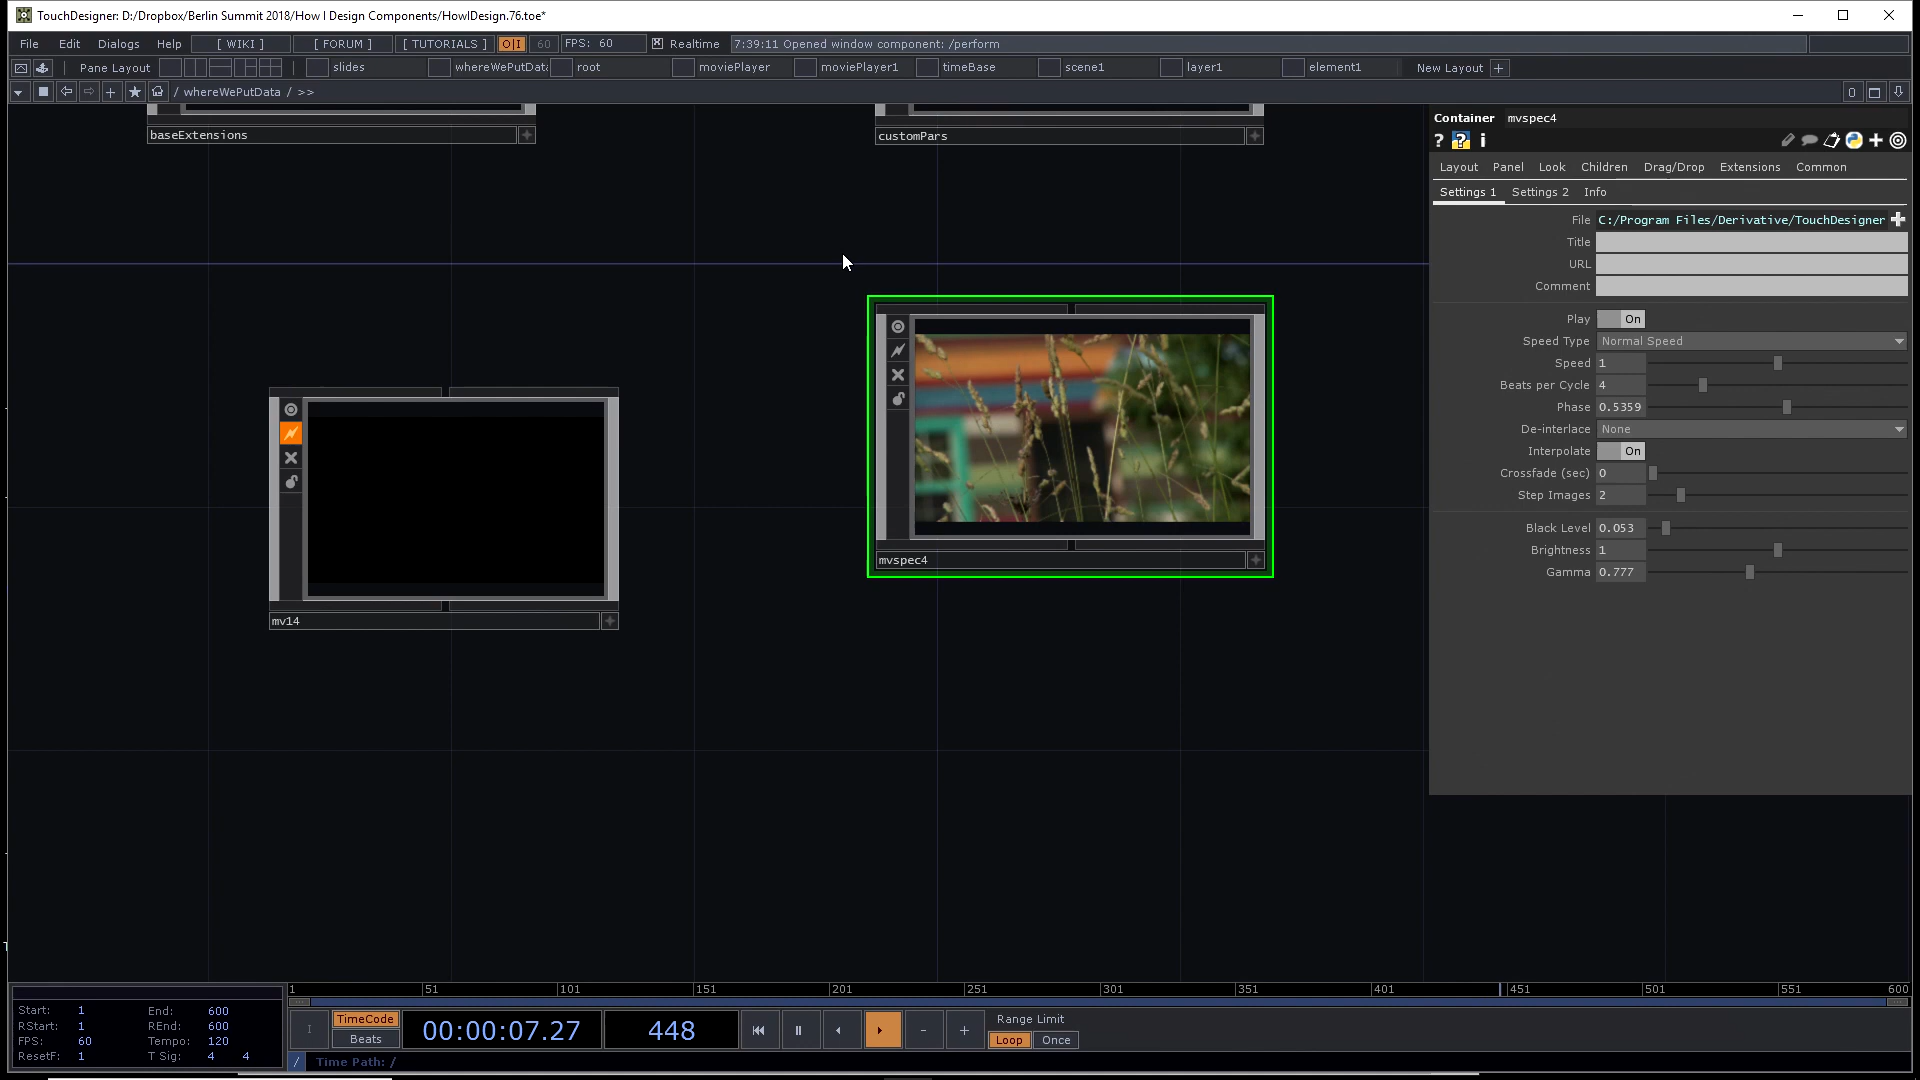 TouchDesigner: D:/Dropbox/Berlin Summit 2018/How I Design Components/HowIDesign.76.toe*
File Edit Dialogs Help [ WIKI ] [ FORUM ] [ TUTORIALS ] O|I 60 FPS: 60 Realtime 7:39:11 Opened window component: /perform
Pane Layout slides whereWePutData root moviePlayer moviePlayer1 timeBase scene1 layer1 element1 New Layout +
/ whereWePutData / >> 0
baseExtensions
customPars
mv14
mvspec4
Container mvspec4
? ? i
Layout Panel Look Children Drag/Drop Extensions Common
Settings 1 Settings 2 Info
File C:/Program Files/Derivative/TouchDesigner
Title
URL
Comment
Play On
Speed Type Normal Speed
Speed 1
Beats per Cycle 4
Phase 0.5359
De-interlace None
Interpolate On
Crossfade (sec) 0
Step Images 2
Black Level 0.053
Brightness 1
Gamma 0.777
1 51 101 151 201 251 301 351 401 451 501 551 600
Start: 1 End: 600
RStart: 1 REnd: 600
FPS: 60 Tempo: 120
ResetF: 1 T Sig: 4 4
TimeCode
Beats
00:00:07.27 448
- +
Range Limit
Loop Once
/ Time Path: /